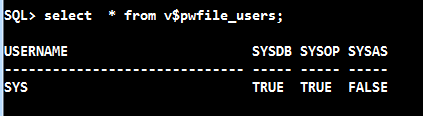 SQL> select  * from v$pwfile_users;
USERNAME                       SYSDB SYSOP SYSAS
------------------------------ ----- ----- -----
SYS                            TRUE  TRUE  FALSE